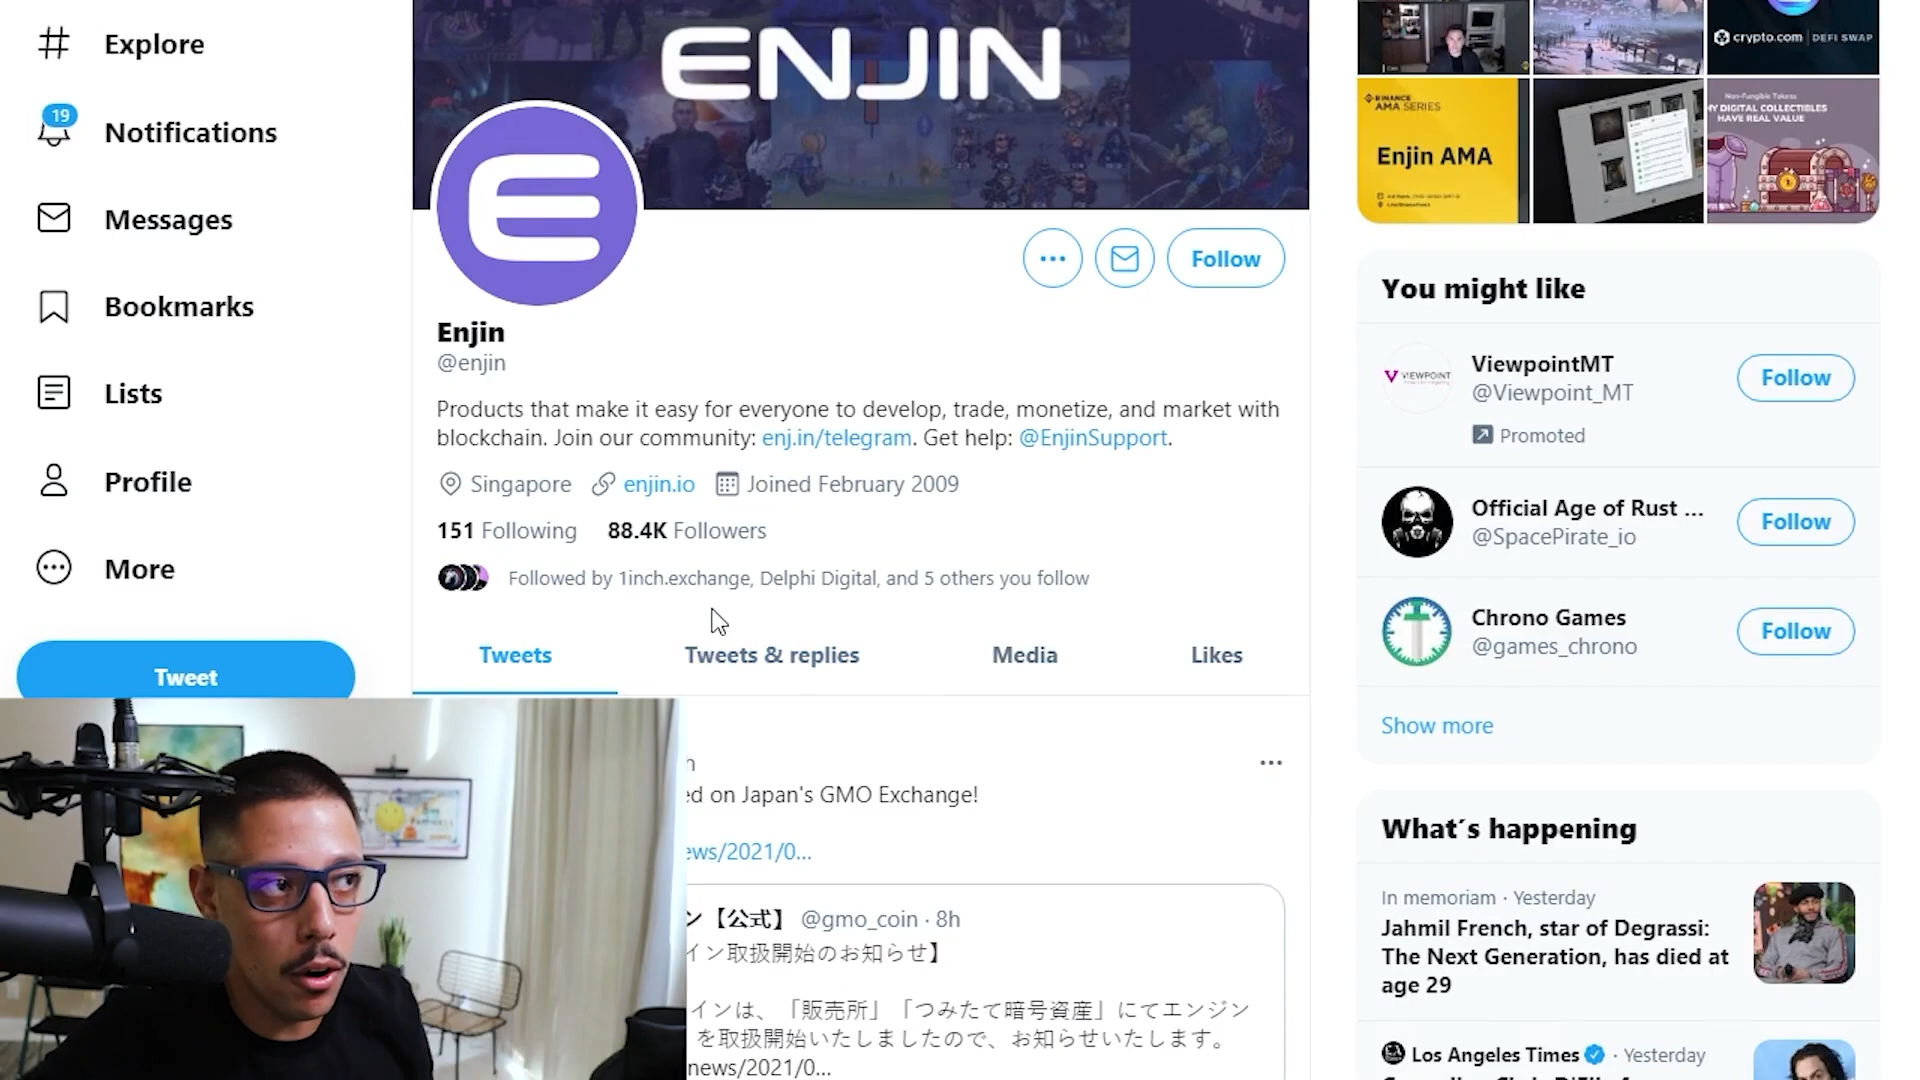 Explore
19
Notifications
Messages
Bookmarks
Lists
Profile
More
Tweet
ENJIN
Follow
Enjin
@enjin
Products that make it easy for everyone to develop, trade, monetize, and market with
blockchain. Join our community: enj.in/telegram. Get help: @EnjinSupport.
Singapore enjin.io Joined February 2009
151 Following 88.4K Followers
Followed by 1inch.exchange, Delphi Digital, and 5 others you follow
Tweets Tweets & replies Media Likes
on Japan's GMO Exchange!
ews/2021/0...
ン【公式】 @gmo_coin · 8h
イン取扱開始のお知らせ】
インは、「販売所」「つみたて暗号資産」にてエンジン
を取扱開始いたしましたので、お知らせいたします。
news/2021/0...
crypto.com | DEFI SWAP
BINANCE
AMA SERIES
Enjin AMA
Non-Fungible Tokens
MY DIGITAL COLLECTIBLES
HAVE REAL VALUE
You might like
VIEWPOINT
ViewpointMT
@Viewpoint_MT
Follow
Promoted
Official Age of Rust ...
@SpacePirate_io
Follow
Chrono Games
@games_chrono
Follow
Show more
What´s happening
In memoriam · Yesterday
Jahmil French, star of Degrassi:
The Next Generation, has died at
age 29
Los Angeles Times · Yesterday